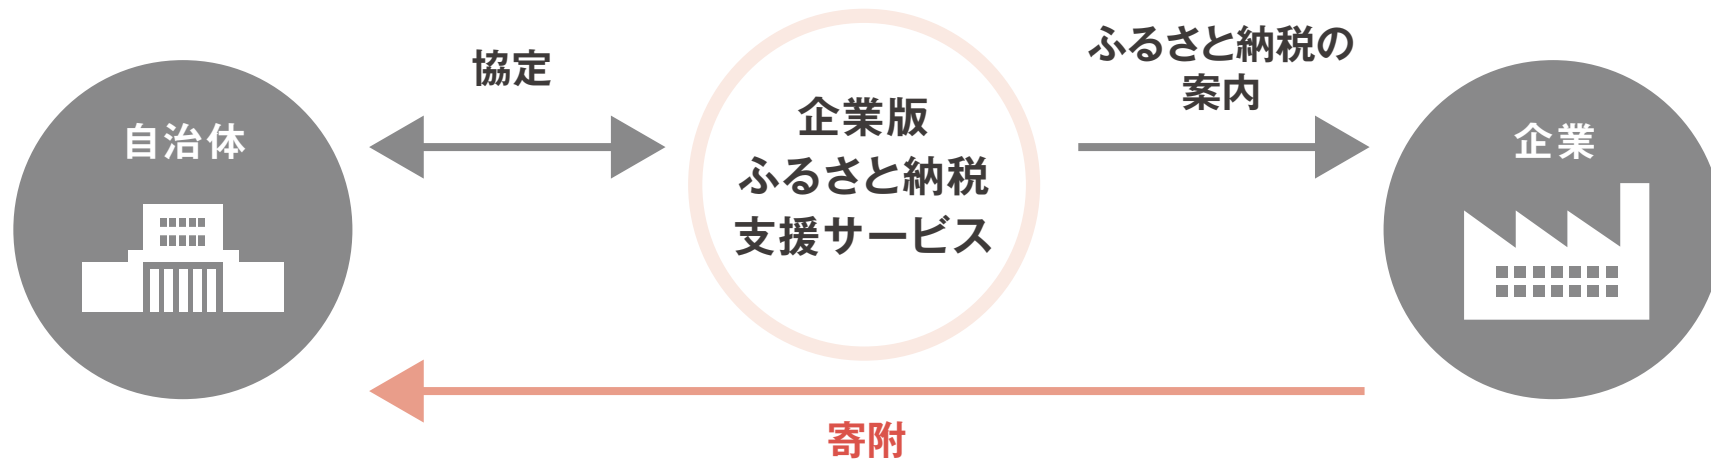 自治体
協定
企業版
ふるさと納税
支援サービス
ふるさと納税の
案内
企業
寄附